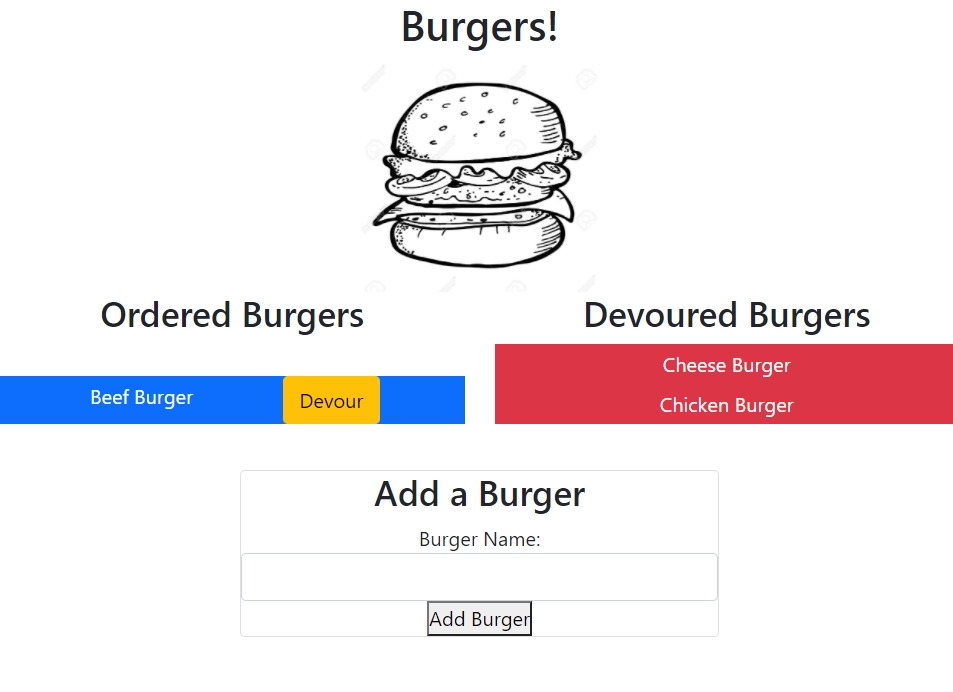 Burgers!
Ordered Burgers
Beef Burger
Devour
Devoured Burgers
Cheese Burger
Chicken Burger
Add a Burger
Burger Name:
Add Burger